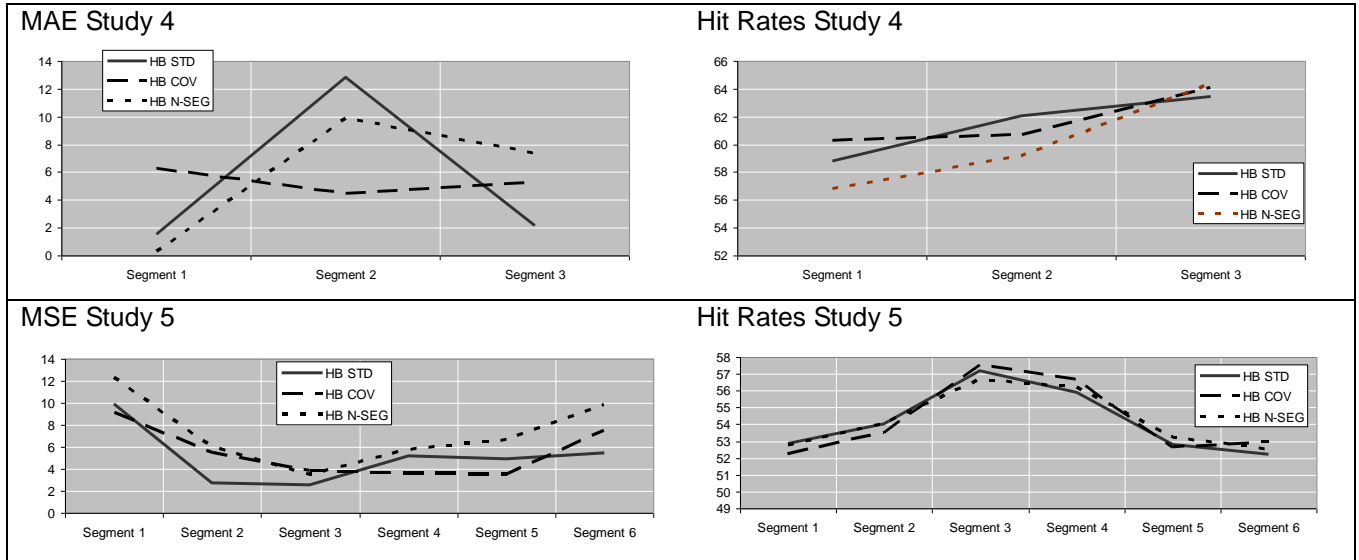 MAE Study 4
14
12
10
8
6
4
2
0
HB STD
HB COV
HB N-SEG
Segment 1 Segment 2 Segment 3
Hit Rates Study 4
66
64
62
60
58
56
54
52
HB STD
HB COV
HB N-SEG
Segment 1 Segment 2 Segment 3
MSE Study 5
14
12
10
8
6
4
2
0
HB STD
HB COV
HB N-SEG
Segment 1 Segment 2 Segment 3 Segment 4 Segment 5 Segment 6
Hit Rates Study 5
58
57
56
55
54
53
52
51
50
49
HB STD
HB COV
HB N-SEG
Segment 1 Segment 2 Segment 3 Segment 4 Segment 5 Segment 6